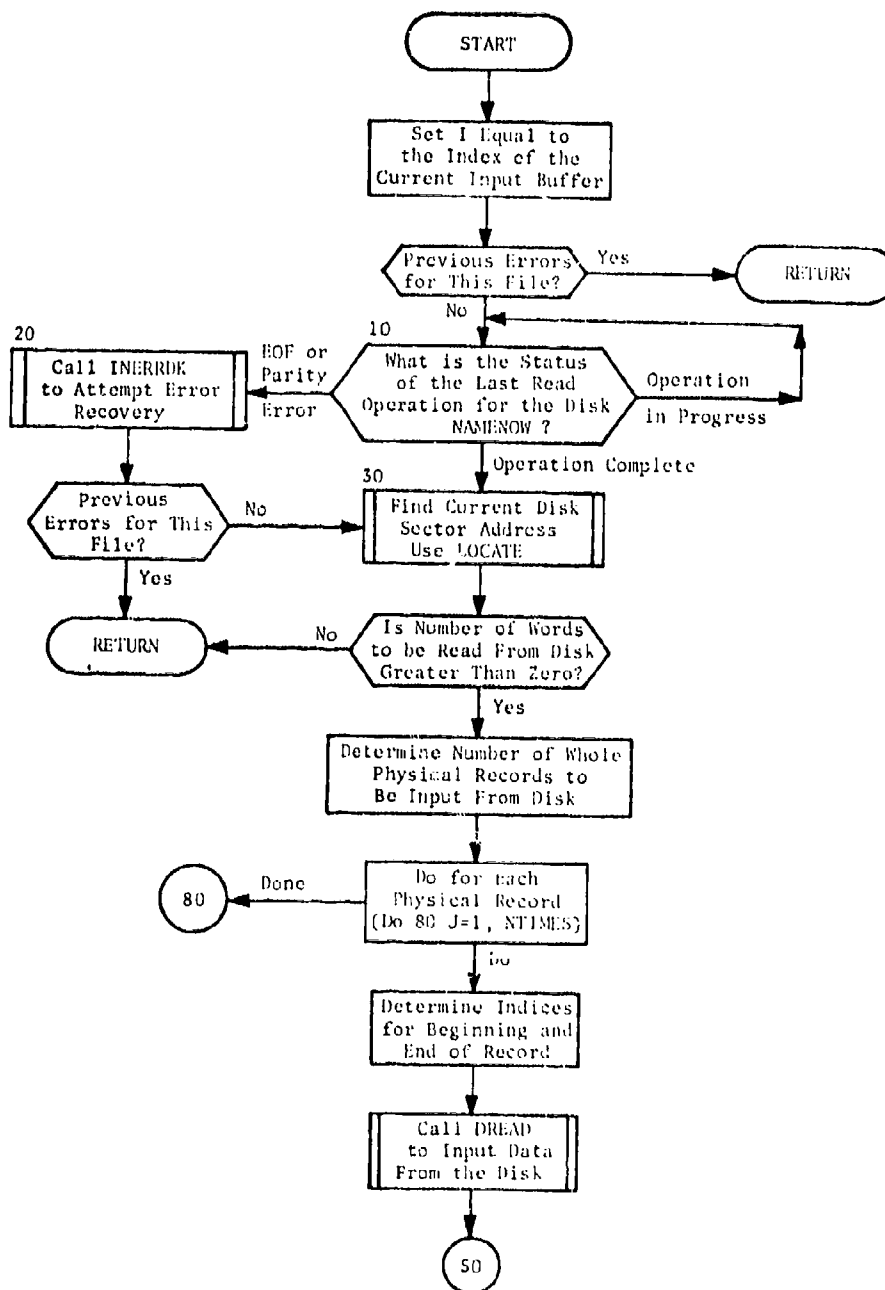 START
Set I Equal to
the Index of the
Current Input Buffer
Previous Errors
for This File?
Yes
RETURN
No
10
What is the Status
of the Last Read
Operation for the Disk
NAMENOW ?
Operation
in Progress
EOF or
Parity
Error
20
Call INERRDK
to Attempt Error
Recovery
Operation Complete
Previous
Errors for This
File?
No
30
Find Current Disk
Sector Address
Use LOCATE
Yes
RETURN
No
Is Number of Words
to be Read From Disk
Greater Than Zero?
Yes
Determine Number of Whole
Physical Records to
Be Input From Disk
80
Done
Do for Each
Physical Record
(Do 80 J=1, NTIMES)
Do
Determine Indices
for Beginning and
End of Record
Call DREAD
to Input Data
From the Disk
50